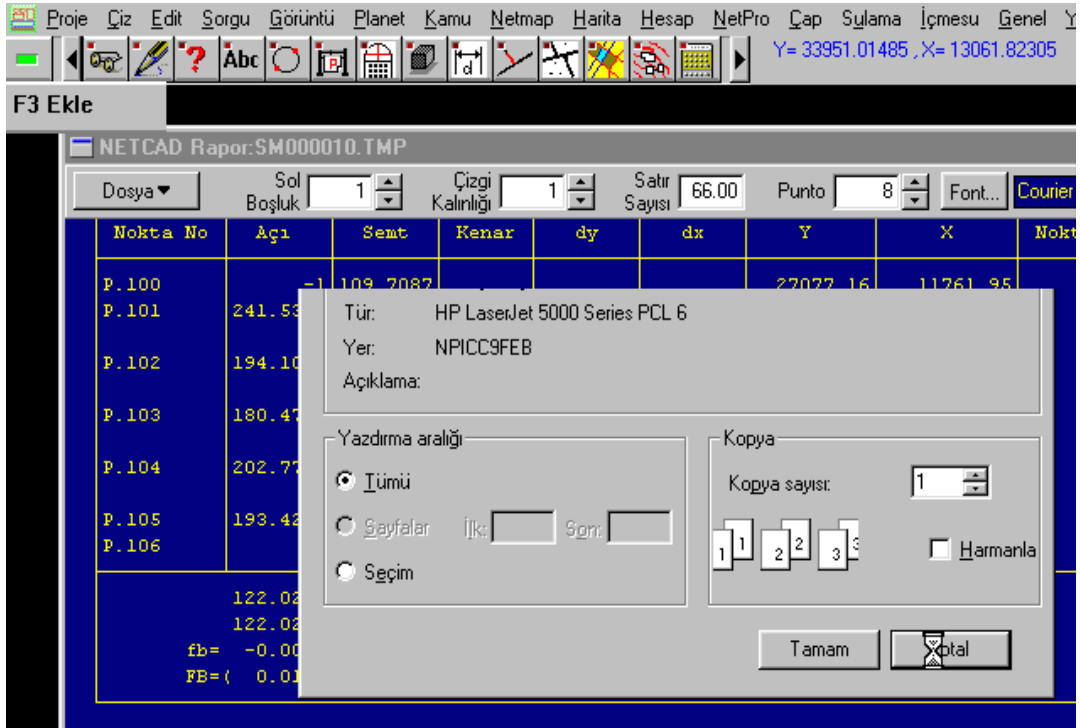 Proje Çiz Edit Sorgu Görüntü Planet Kamu Netmap Harita Hesap NetPro Çap Sulama İçmesu Genel Y
Abc P d Y= 33951.01485 , X= 13061.82305
F3 Ekle
NETCAD Rapor:SM000010.TMP
Dosya Sol Boşluk 1 Çizgi Kalınlığı 1 Satır Sayısı 66.00 Punto 8 Font... Courier
Nokta No Açı Semt Kenar dy dx Y X Nokt
P.100 -1 109.7087 27077.16 11761.95
P.101 241.53
P.102 194.10
P.103 180.47
P.104 202.77
P.105 193.42
P.106
122.02
122.02
fb= -0.00
FB=( 0.01
Tür: HP LaserJet 5000 Series PCL 6
Yer: NPICC9FEB
Açıklama:
Yazdırma aralığı
Tümü
Sayfalar İlk: Son:
Seçim
Kopya
Kopya sayısı: 1
1 1 2 2 3 3
Harmanla
Tamam